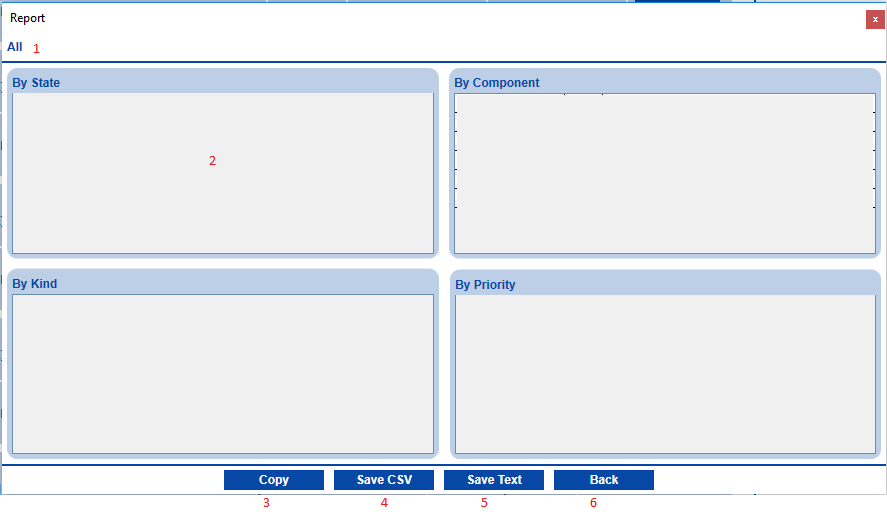 Report
x
All 1
By State
By Component
2
By Kind
By Priority
Copy
Save CSV
Save Text
Back
3
4
5
6